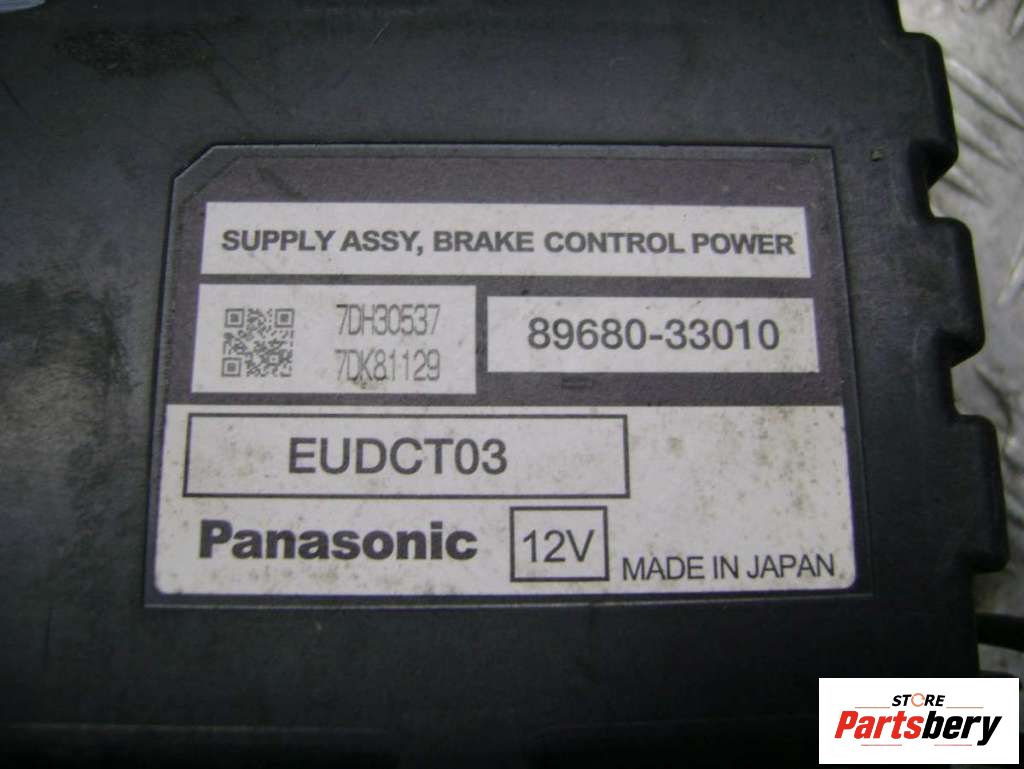 SUPPLY ASSY, BRAKE CONTROL POWER
7DH30537
7DK81129
89680-33010
EUDCT03
Panasonic 12V MADE IN JAPAN
STORE
Partsbery